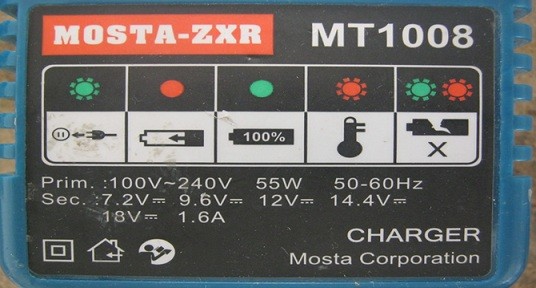 MOSTA-ZXR MT1008
100%
X
Prim. :100V~240V 55W 50-60Hz
Sec. :7.2V⎓ 9.6V⎓ 12V⎓ 14.4V⎓
18V⎓ 1.6A
CHARGER
Mosta Corporation